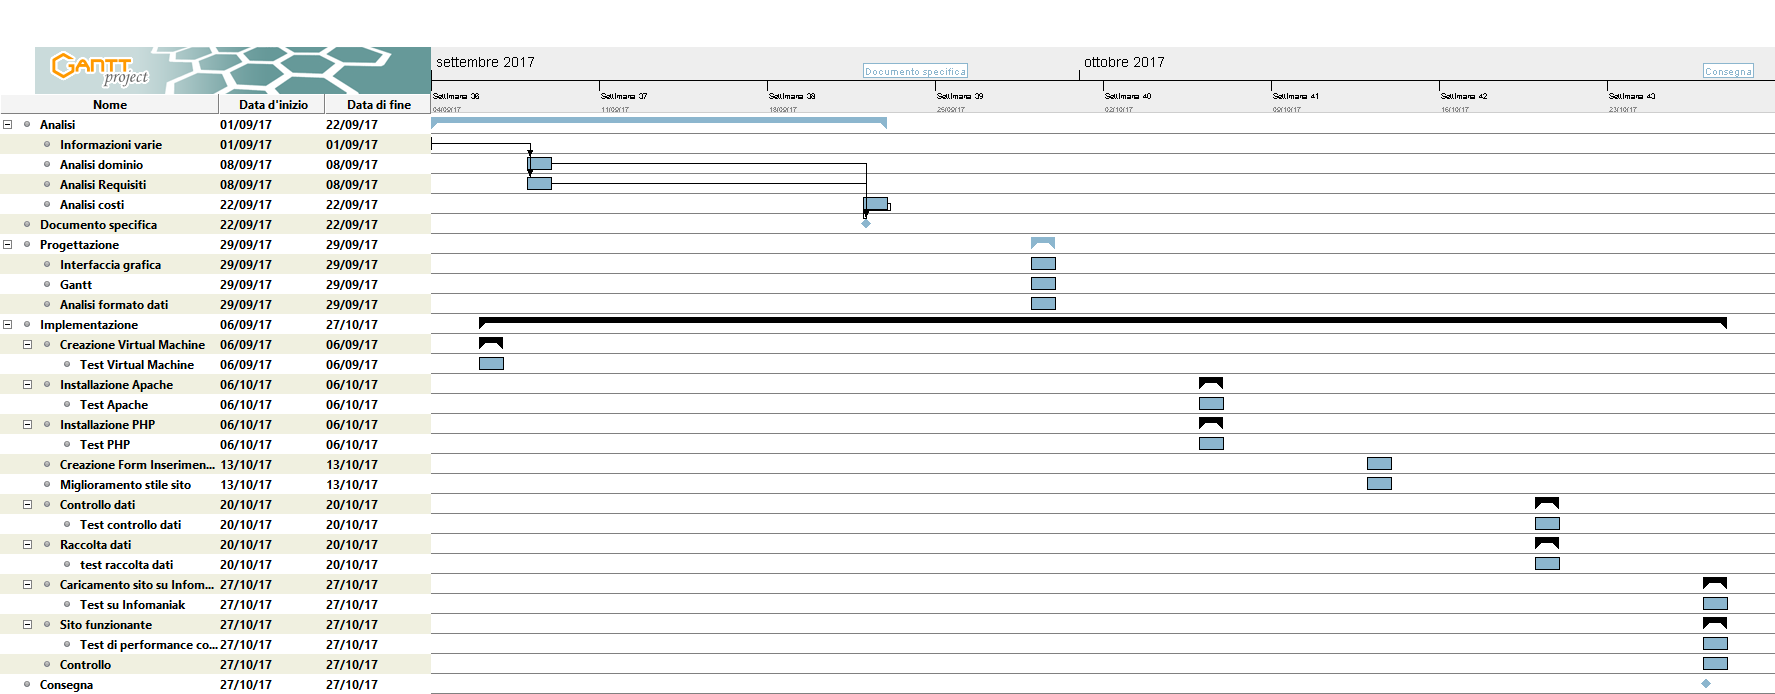 GANTT project
settembre 2017
ottobre 2017
Documento specifica
Consegna
Nome Data d'inizio Data di fine
Settimana 36 Settimana 37 Settimana 38 Settimana 39 Settimana 40 Settimana 41 Settimana 42 Settimana 43
04/09/17 11/09/17 18/09/17 25/09/17 02/10/17 09/10/17 16/10/17 23/10/17
Analisi 01/09/17 22/09/17
Informazioni varie 01/09/17 01/09/17
Analisi dominio 08/09/17 08/09/17
Analisi Requisiti 08/09/17 08/09/17
Analisi costi 22/09/17 22/09/17
Documento specifica 22/09/17 22/09/17
Progettazione 29/09/17 29/09/17
Interfaccia grafica 29/09/17 29/09/17
Gantt 29/09/17 29/09/17
Analisi formato dati 29/09/17 29/09/17
Implementazione 06/09/17 27/10/17
Creazione Virtual Machine 06/09/17 06/09/17
Test Virtual Machine 06/09/17 06/09/17
Installazione Apache 06/10/17 06/10/17
Test Apache 06/10/17 06/10/17
Installazione PHP 06/10/17 06/10/17
Test PHP 06/10/17 06/10/17
Creazione Form Inserimen... 13/10/17 13/10/17
Miglioramento stile sito 13/10/17 13/10/17
Controllo dati 20/10/17 20/10/17
Test controllo dati 20/10/17 20/10/17
Raccolta dati 20/10/17 20/10/17
test raccolta dati 20/10/17 20/10/17
Caricamento sito su Infom... 27/10/17 27/10/17
Test su Infomaniak 27/10/17 27/10/17
Sito funzionante 27/10/17 27/10/17
Test di performance co... 27/10/17 27/10/17
Controllo 27/10/17 27/10/17
Consegna 27/10/17 27/10/17